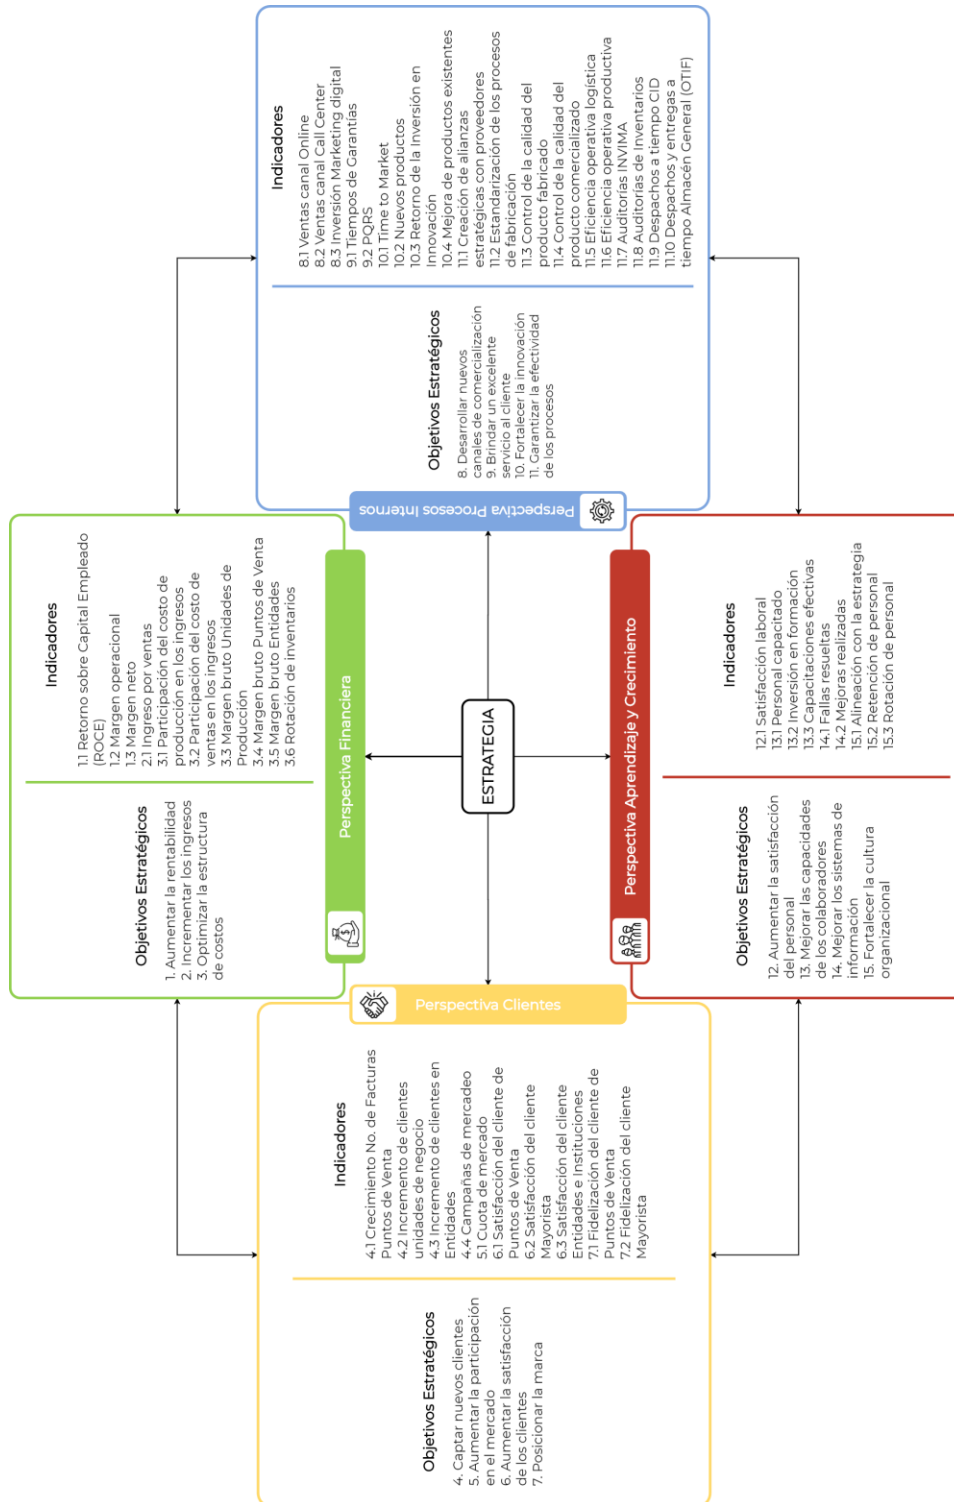 Objetivos Estratégicos
1. Aumentar la rentabilidad
2. Incrementar los ingresos
3. Optimizar la estructura
de costos
Indicadores
1.1 Retorno sobre Capital Empleado
(ROCE)
1.2 Margen operacional
1.3 Margen neto
2.1 Ingreso por ventas
3.1 Participación del costo de
producción en los ingresos
3.2 Participación del costo de
ventas en los ingresos
3.3 Margen bruto Unidades de
Producción
3.4 Margen bruto Puntos de Venta
3.5 Margen bruto Entidades
3.6 Rotación de inventarios
Perspectiva Financiera
Objetivos Estratégicos
4. Captar nuevos clientes
5. Aumentar la participación
en el mercado
6. Aumentar la satisfacción
de los clientes
7. Posicionar la marca
Indicadores
4.1 Crecimiento No. de Facturas
Puntos de Venta
4.2 Incremento de clientes
unidades de negocio
4.3 Incremento de clientes en
Entidades
4.4 Campañas de mercadeo
5.1 Cuota de mercado
6.1 Satisfacción del cliente de
Puntos de Venta
6.2 Satisfacción del cliente
Mayorista
6.3 Satisfacción del cliente
Entidades e Instituciones
7.1 Fidelización del cliente de
Puntos de Venta
7.2 Fidelización del cliente
Mayorista
Perspectiva Clientes
ESTRATEGIA
Perspectiva Procesos Internos
Objetivos Estratégicos
8. Desarrollar nuevos
canales de comercialización
9. Brindar un excelente
servicio al cliente
10. Fortalecer la innovación
11. Garantizar la efectividad
de los procesos
Indicadores
8.1 Ventas canal Online
8.2 Ventas canal Call Center
8.3 Inversión Marketing digital
9.1 Tiempos de Garantías
9.2 PQRS
10.1 Time to Market
10.2 Nuevos productos
10.3 Retorno de la Inversión en
Innovación
10.4 Mejora de productos existentes
11.1 Creación de alianzas
estratégicas con proveedores
11.2 Estandarización de los procesos
de fabricación
11.3 Control de la calidad del
producto fabricado
11.4 Control de la calidad del
producto comercializado
11.5 Eficiencia operativa logística
11.6 Eficiencia operativa productiva
11.7 Auditorías INVIMA
11.8 Auditorías de Inventarios
11.9 Despachos a tiempo CID
11.10 Despachos y entregas a
tiempo Almacén General (OTIF)
Perspectiva Aprendizaje y Crecimiento
Objetivos Estratégicos
12. Aumentar la satisfacción
del personal
13. Mejorar las capacidades
de los colaboradores
14. Mejorar los sistemas de
información
15. Fortalecer la cultura
organizacional
Indicadores
12.1 Satisfacción laboral
13.1 Personal capacitado
13.2 Inversión en formación
13.3 Capacitaciones efectivas
14.1 Fallas resueltas
14.2 Mejoras realizadas
15.1 Alineación con la estrategia
15.2 Retención de personal
15.3 Rotación de personal